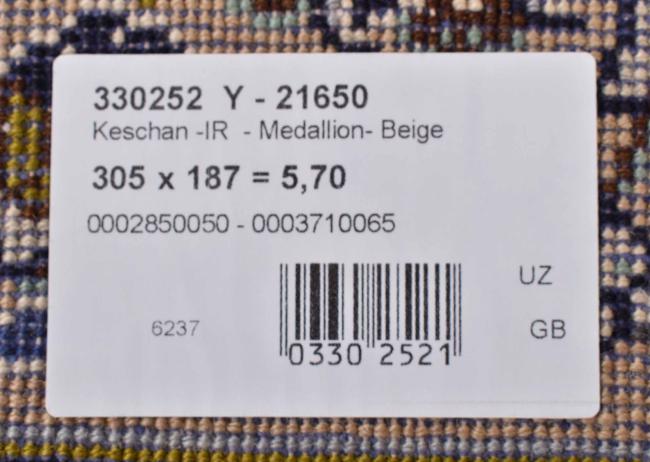 330252 Y - 21650
Keschan -IR - Medallion- Beige
305 x 187 = 5,70
0002850050 - 0003710065
UZ
6237
GB
0330 2521